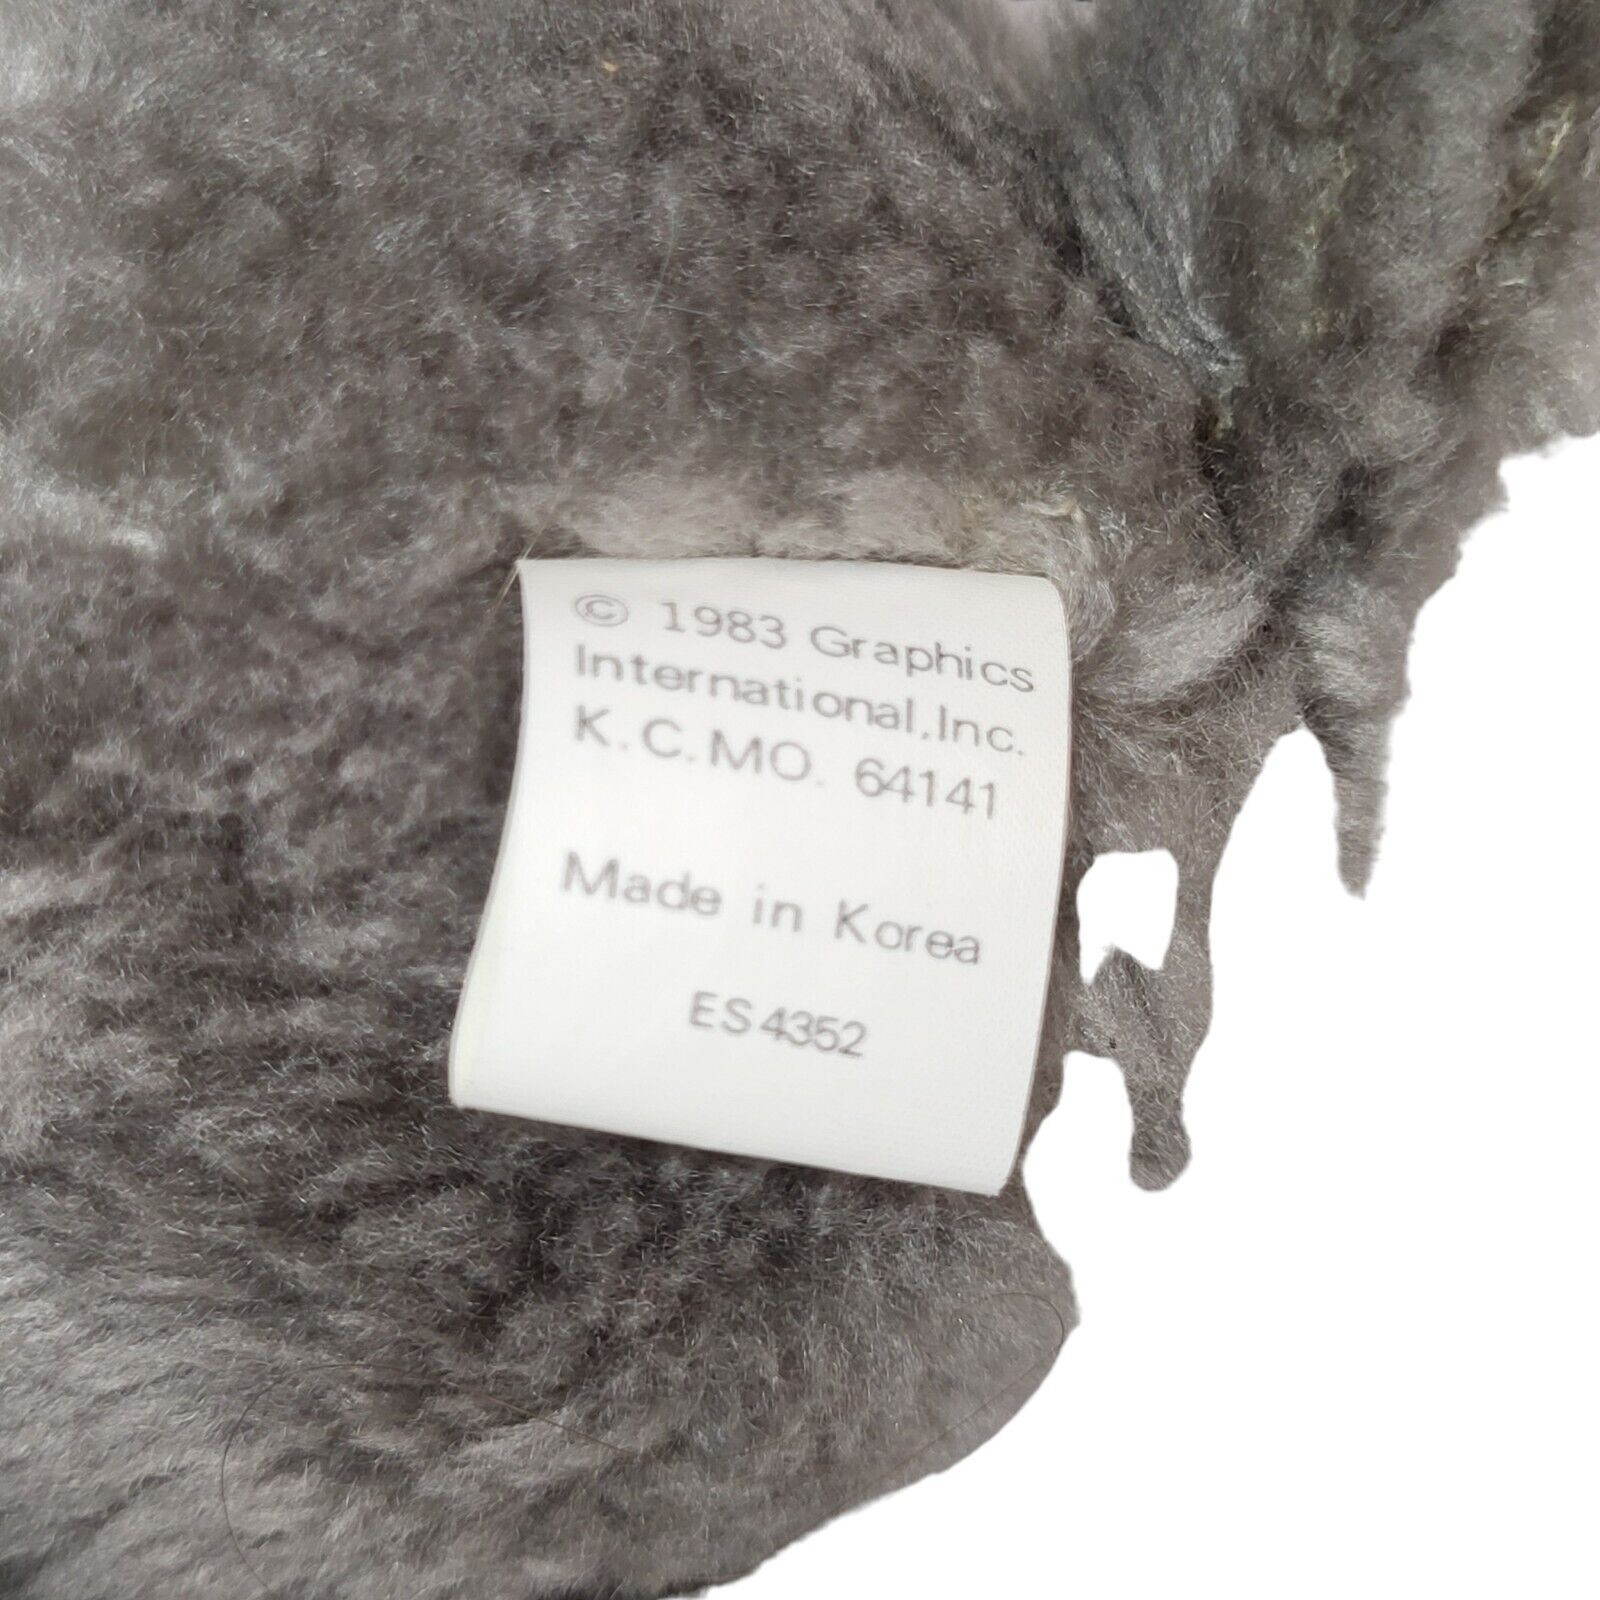 © 1983 Graphics
International,Inc.
K.C.MO. 64141
Made in Korea
ES4352